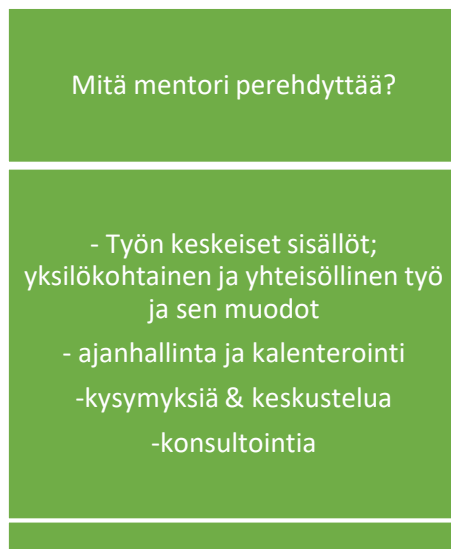 Mitä mentori perehdyttää?
- Työn keskeiset sisällöt;
yksilökohtainen ja yhteisöllinen työ
ja sen muodot
- ajanhallinta ja kalenterointi
-kysymyksiä & keskustelua
-konsultointia